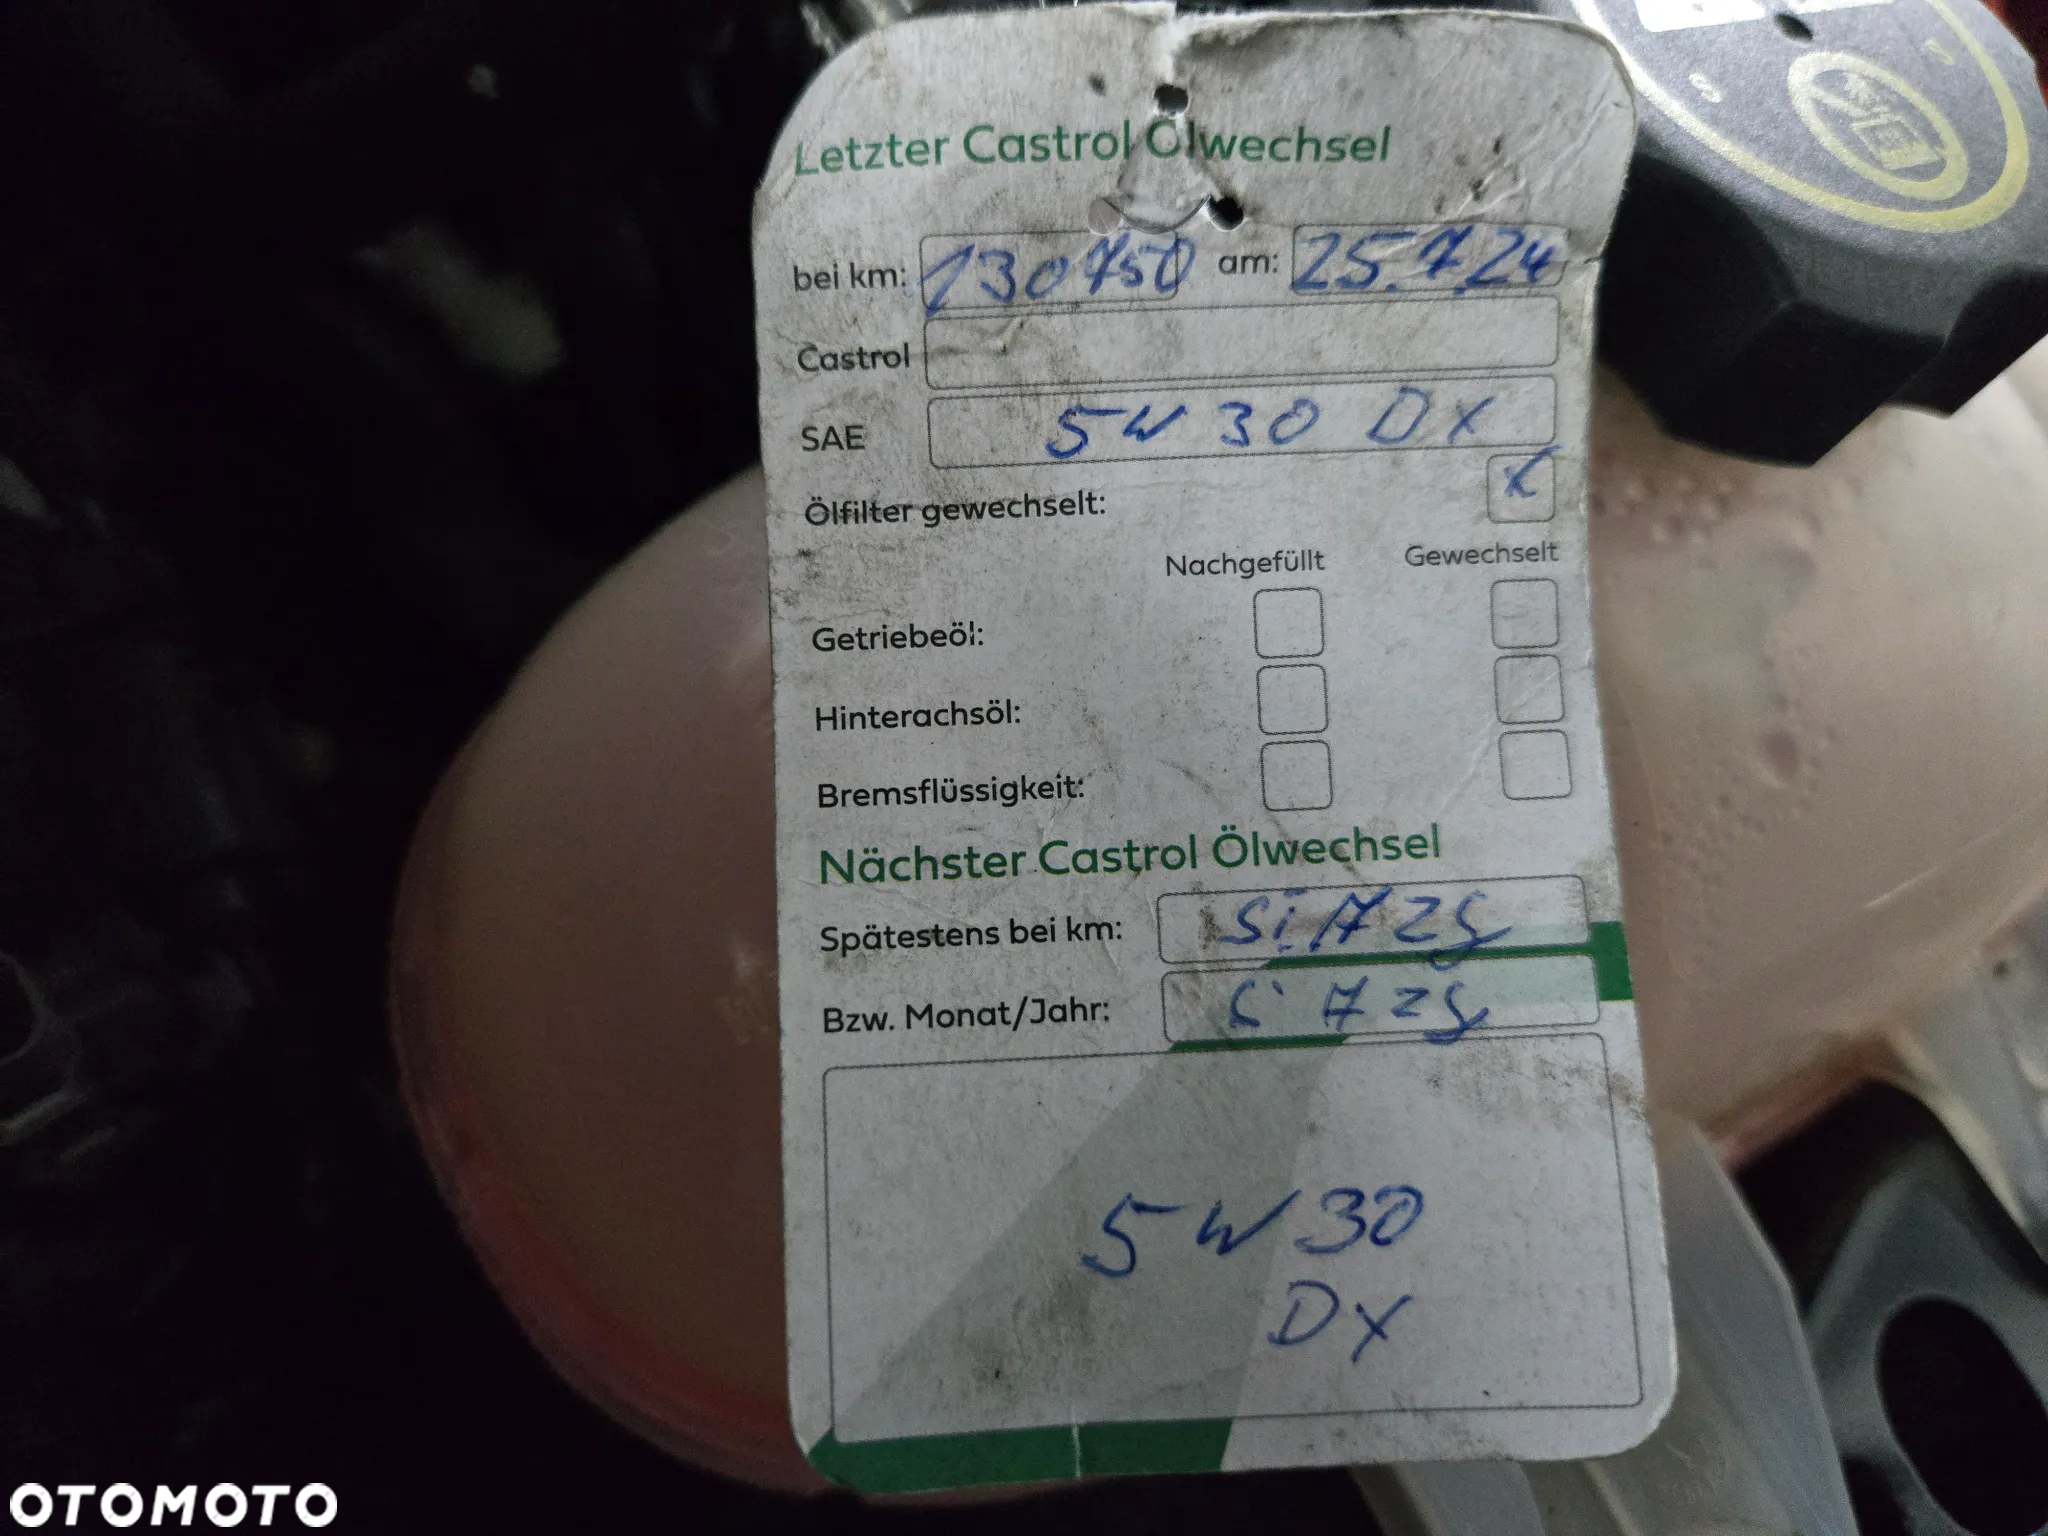 Letzter Castrol Ölwechsel
bei km: 130750 am: 25.7.24
Castrol
SAE 5W30 DX
Ölfilter gewechselt: X
Nachgefüllt Gewechselt
Getriebeöl:
Hinterachsöl:
Bremsflüssigkeit:
Nächster Castrol Ölwechsel
Spätestens bei km:
Bzw. Monat/Jahr:
5W30
DX
OTOMOTO